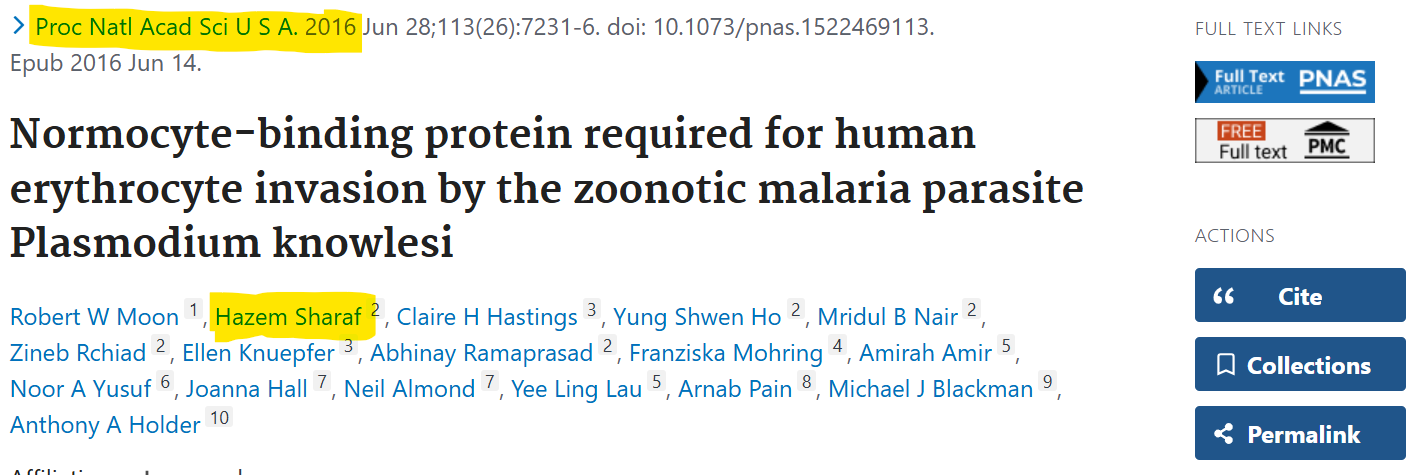 Proc Natl Acad Sci U S A. 2016 Jun 28;113(26):7231-6. doi: 10.1073/pnas.1522469113.
Epub 2016 Jun 14.
Normocyte-binding protein required for human
erythrocyte invasion by the zoonotic malaria parasite
Plasmodium knowlesi
Robert W Moon 1, Hazem Sharaf 2, Claire H Hastings 3, Yung Shwen Ho 2, Mridul B Nair 2,
Zineb Rchiad 2, Ellen Knuepfer 3, Abhinay Ramaprasad 2, Franziska Mohring 4, Amirah Amir 5,
Noor A Yusuf 6, Joanna Hall 7, Neil Almond 7, Yee Ling Lau 5, Arnab Pain 8, Michael J Blackman 9,
Anthony A Holder 10
FULL TEXT LINKS
Full Text
ARTICLE
PNAS
FREE
Full text
PMC
ACTIONS
Cite
Collections
Permalink